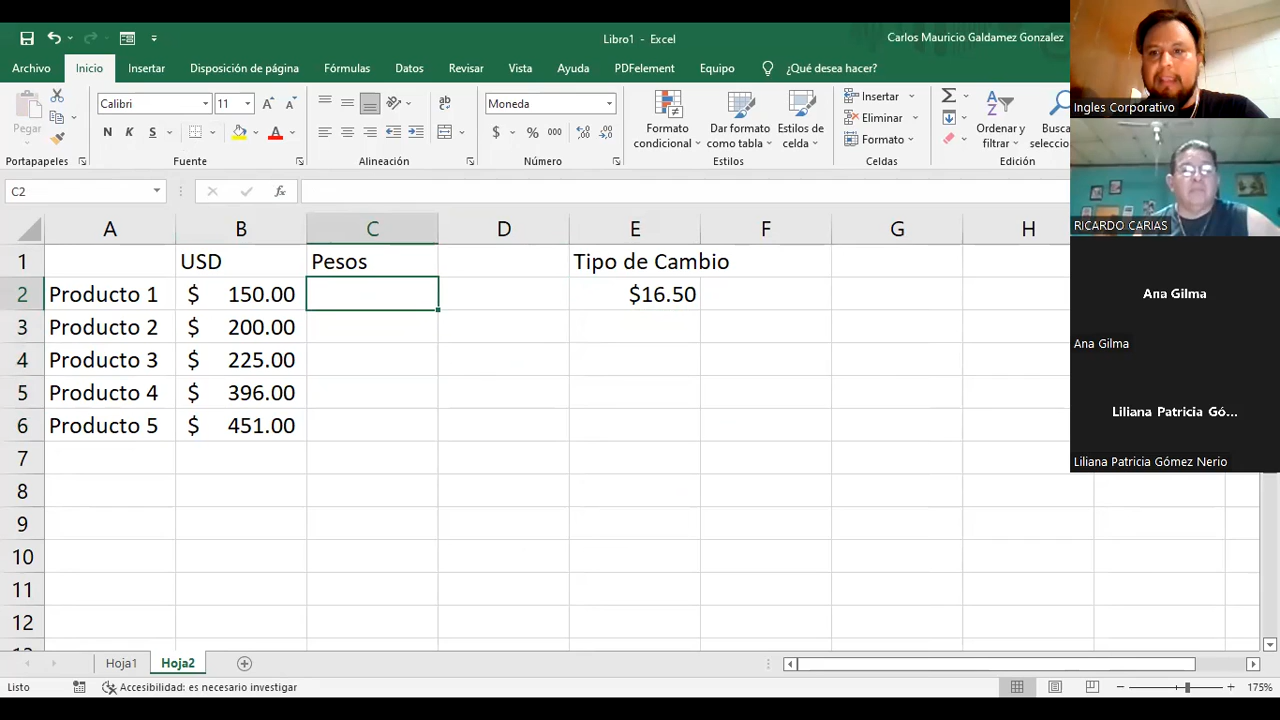 Libro1 - Excel
Carlos Mauricio Galdamez Gonzalez
Archivo Inicio Insertar Disposición de página Fórmulas Datos Revisar Vista Ayuda PDFelement Equipo ¿Qué desea hacer?
Pegar
Calibri 11
N K S
Moneda
$ % 000
Formato condicional
Dar formato como tabla
Estilos de celda
Insertar
Eliminar
Formato
Ordenar y filtrar
Portapapeles Fuente Alineación Número Estilos Celdas Edición
C2
fx
A B C D E F G H
1 USD Pesos Tipo de Cambio
2 Producto 1 $ 150.00 $16.50
3 Producto 2 $ 200.00
4 Producto 3 $ 225.00
5 Producto 4 $ 396.00
6 Producto 5 $ 451.00
7
8
9
10
11
12
Hoja1 Hoja2
Listo Accesibilidad: es necesario investigar 175%
Ingles Corporativo
RICARDO CARIAS
Ana Gilma
Ana Gilma
Liliana Patricia Gó...
Liliana Patricia Gómez Nerio